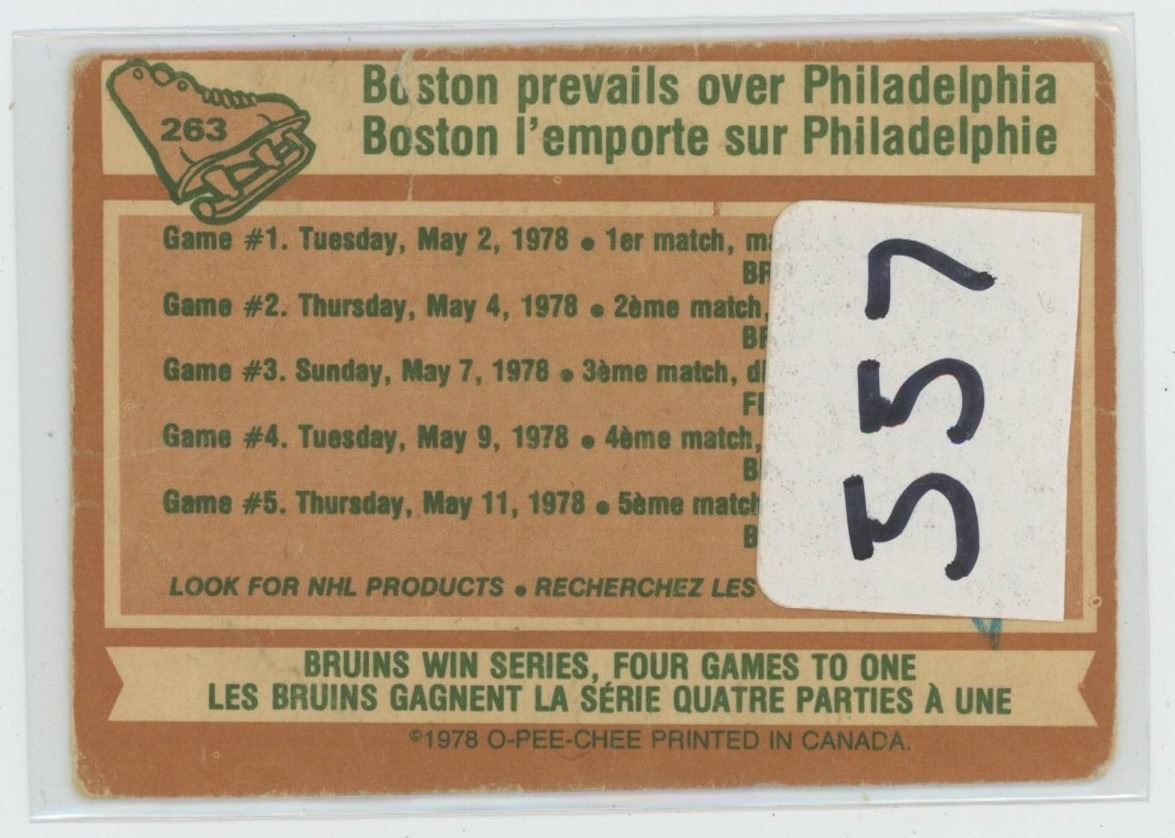 263
Boston prevails over Philadelphia
Boston l'emporte sur Philadelphie
Game #1. Tuesday, May 2, 1978 • 1er match,
Game #2. Thursday, May 4, 1978 • 2ème match,
Game #3. Sunday, May 7, 1978 • 3ème match,
Game #4. Tuesday, May 9, 1978 • 4ème match,
Game #5. Thursday, May 11, 1978 • 5ème match
LOOK FOR NHL PRODUCTS • RECHERCHEZ LES
557
BRUINS WIN SERIES, FOUR GAMES TO ONE
LES BRUINS GAGNENT LA SÉRIE QUATRE PARTIES À UNE
©1978 O-PEE-CHEE PRINTED IN CANADA.